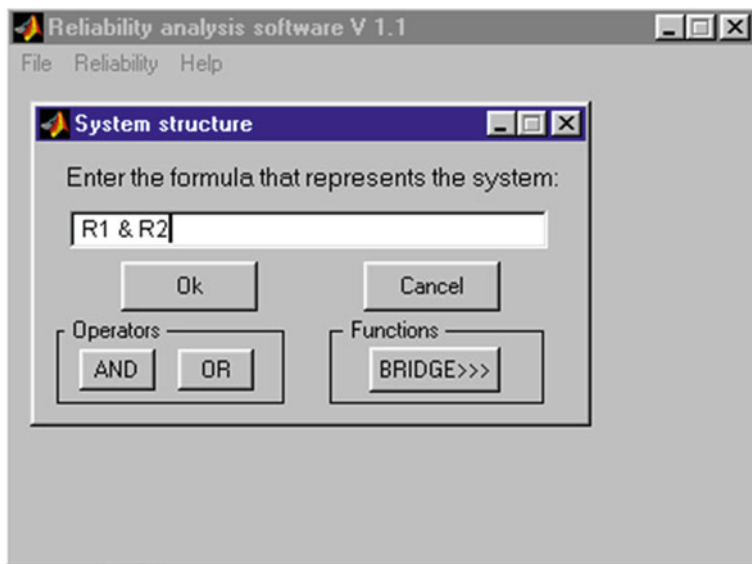 Reliability analysis software V 1.1
File Reliability Help
System structure
Enter the formula that represents the system:
R1 & R2
Ok Cancel
Operators Functions
AND OR BRIDGE>>>